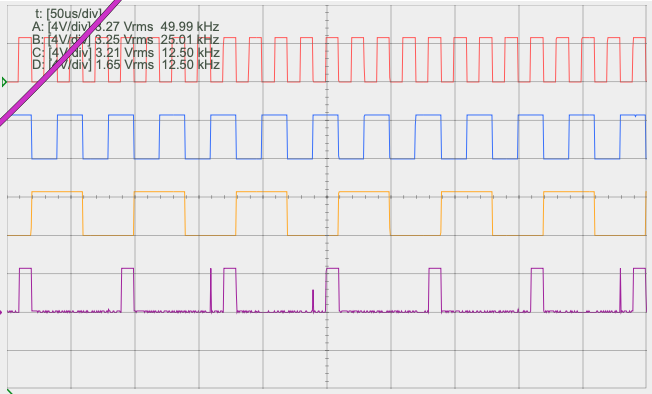 t: [50us/div]
A: [4V/div] 3.27 Vrms 49.99 kHz
B: [4V/div] 3.25 Vrms 25.01 kHz
C: [4V/div] 3.21 Vrms 12.50 kHz
D: [4V/div] 1.65 Vrms 12.50 kHz